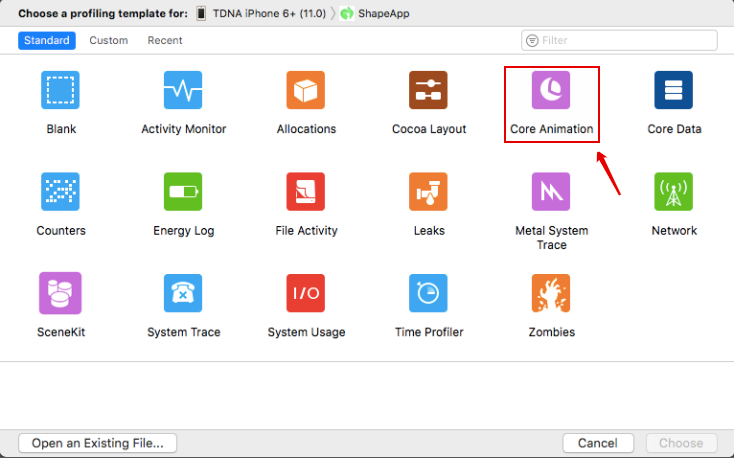 Choose a profiling template for: TDNA iPhone 6+ (11.0) ShapeApp
Standard Custom Recent Filter
Blank Activity Monitor Allocations Cocoa Layout Core Animation Core Data
Counters Energy Log File Activity Leaks Metal System Trace Network
I/O
SceneKit System Trace System Usage Time Profiler Zombies
Open an Existing File... Cancel Choose